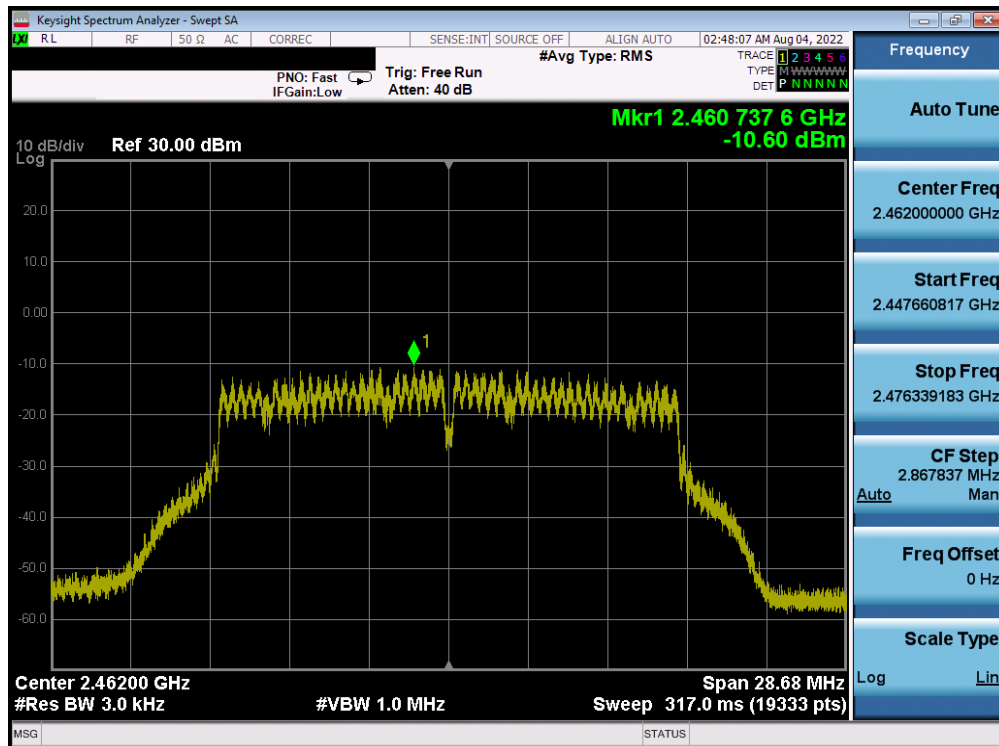 Keysight Spectrum Analyzer - Swept SA
LXI RL RF 50 Ω AC CORREC SENSE:INT SOURCE OFF ALIGN AUTO 02:48:07 AM Aug 04, 2022
#Avg Type: RMS TRACE 1 2 3 4 5 6
PNO: Fast Trig: Free Run TYPE M WWWWW
IFGain:Low Atten: 40 dB DET P N N N N N
Mkr1 2.460 737 6 GHz
-10.60 dBm
10 dB/div Ref 30.00 dBm
Log
20.0
10.0
0.00
1
-10.0
-20.0
-30.0
-40.0
-50.0
-60.0
Center 2.46200 GHz Span 28.68 MHz
#Res BW 3.0 kHz #VBW 1.0 MHz Sweep 317.0 ms (19333 pts)
MSG STATUS
Frequency
Auto Tune
Center Freq
2.462000000 GHz
Start Freq
2.447660817 GHz
Stop Freq
2.476339183 GHz
CF Step
2.867837 MHz
Auto Man
Freq Offset
0 Hz
Scale Type
Log Lin